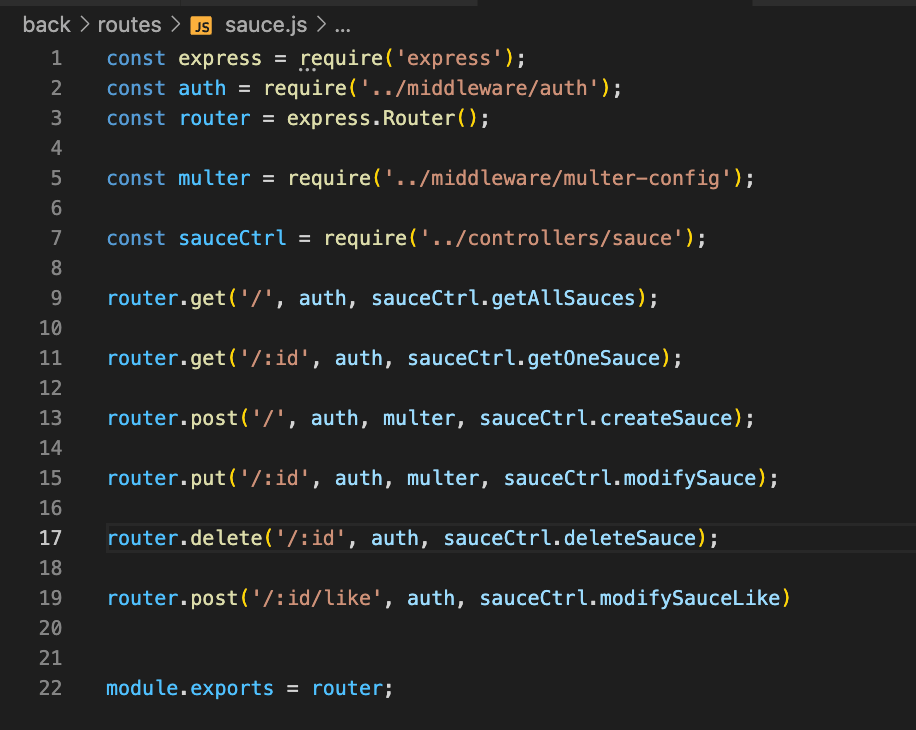 back > routes > JS sauce.js > ...
1 const express = require('express');
2 const auth = require('../middleware/auth');
3 const router = express.Router();
4
5 const multer = require('../middleware/multer-config');
6
7 const sauceCtrl = require('../controllers/sauce');
8
9 router.get('/', auth, sauceCtrl.getAllSauces);
10
11 router.get('/:id', auth, sauceCtrl.getOneSauce);
12
13 router.post('/', auth, multer, sauceCtrl.createSauce);
14
15 router.put('/:id', auth, multer, sauceCtrl.modifySauce);
16
17 router.delete('/:id', auth, sauceCtrl.deleteSauce);
18
19 router.post('/:id/like', auth, sauceCtrl.modifySauceLike)
20
21
22 module.exports = router;